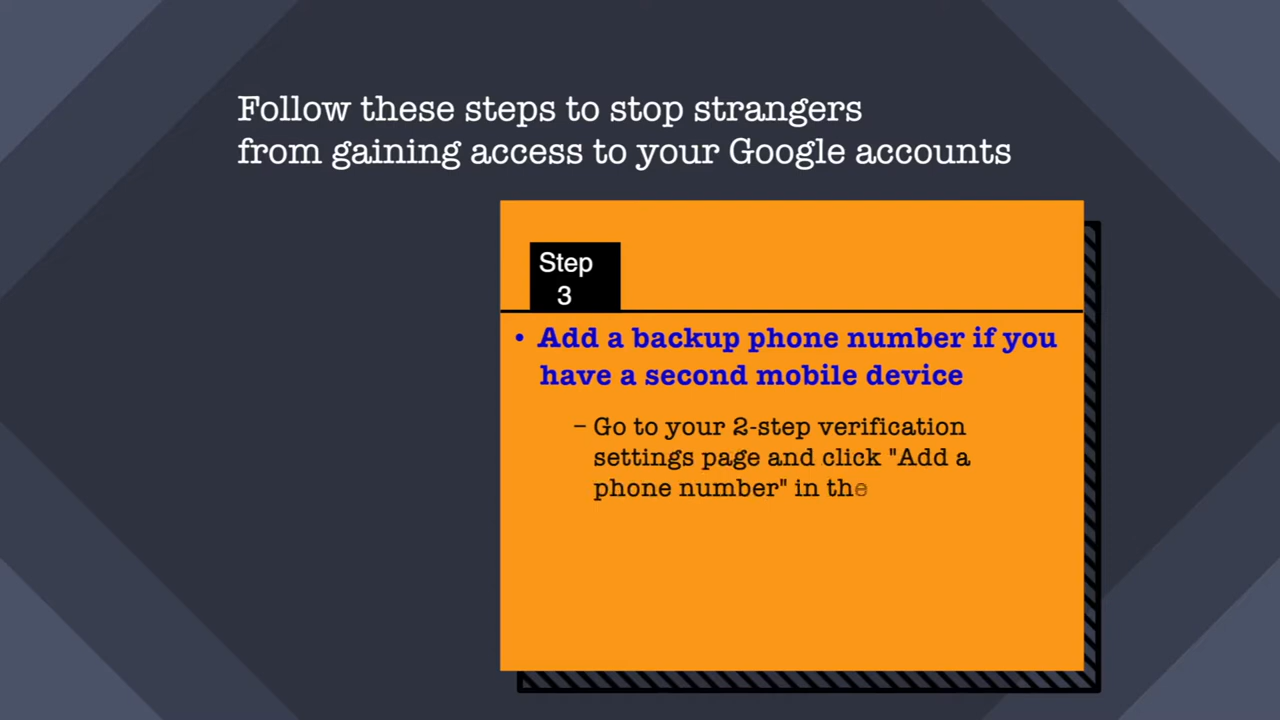 Follow these steps to stop strangers
from gaining access to your Google accounts
Step
3
• Add a backup phone number if you
have a second mobile device
– Go to your 2-step verification
settings page and click "Add a
phone number" in the